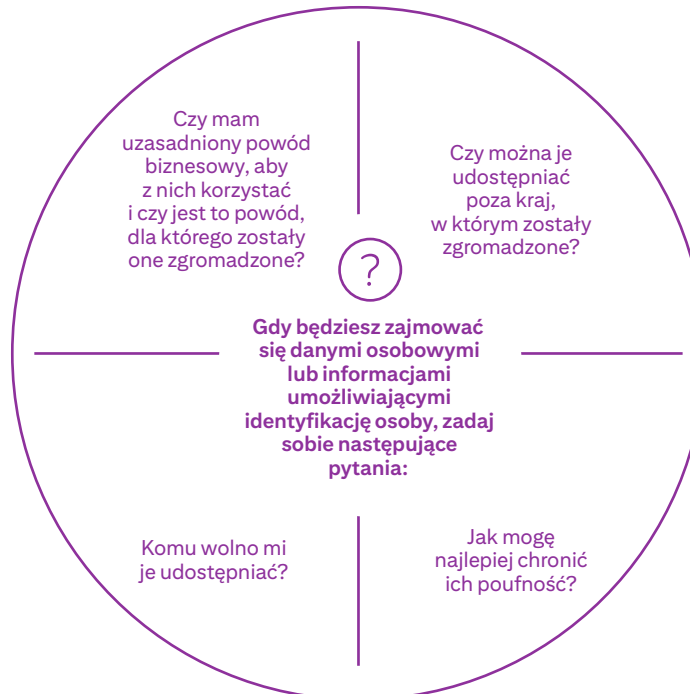 Czy mam
uzasadniony powód
biznesowy, aby
z nich korzystać
i czy jest to powód,
dla którego zostały
one zgromadzone?
Czy można je
udostępniać
poza kraj,
w którym zostały
zgromadzone?
?
Gdy będziesz zajmować
się danymi osobowymi
lub informacjami
umożliwiającymi
identyfikację osoby, zadaj
sobie następujące
pytania:
Komu wolno mi
je udostępniać?
Jak mogę
najlepiej chronić
ich poufność?